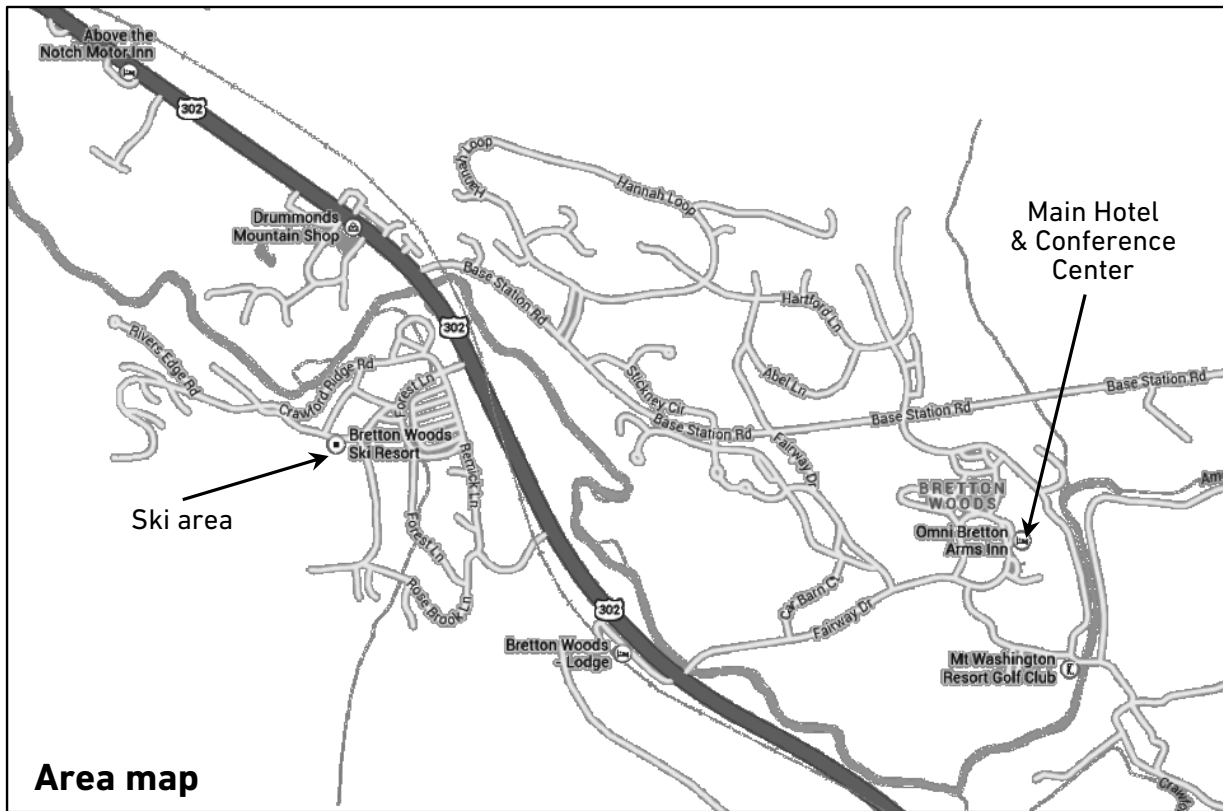 Above the
Notch Motor Inn
302
Loop
Hannah
Hannah Loop
Drummonds
Mountain Shop
Main Hotel
& Conference
Center
Base Station Rd
Hartford Ln
302
Rivers Edge Rd
Crawford Ridge Rd
Forest Ln
Stickney Cir
Abel Ln
Base Station Rd
Base Station Rd
Base Station Rd
Bretton Woods
Ski Resort
Remick Ln
Fairway Dr
BRETTON
WOODS
Ski area
Forest Ln
Omni Bretton
Arms Inn
Rose Brook Ln
Car Barn Ct
302
Fairway Dr
Bretton Woods
Lodge
Mt Washington
Resort Golf Club
Area map